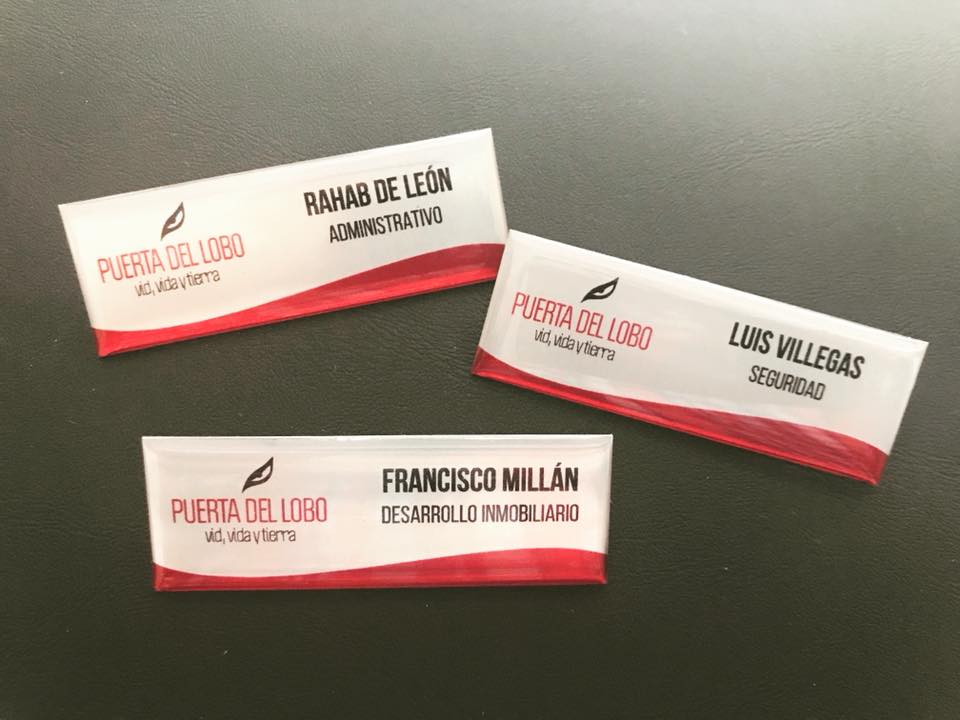 RAHAB DE LEÓN
ADMINISTRATIVO
PUERTA DEL LOBO
vid, vida y tierra
LUIS VILLEGAS
SEGURIDAD
PUERTA DEL LOBO
vid, vida y tierra
FRANCISCO MILLÁN
DESARROLLO INMOBILIARIO
PUERTA DEL LOBO
vid, vida y tierra